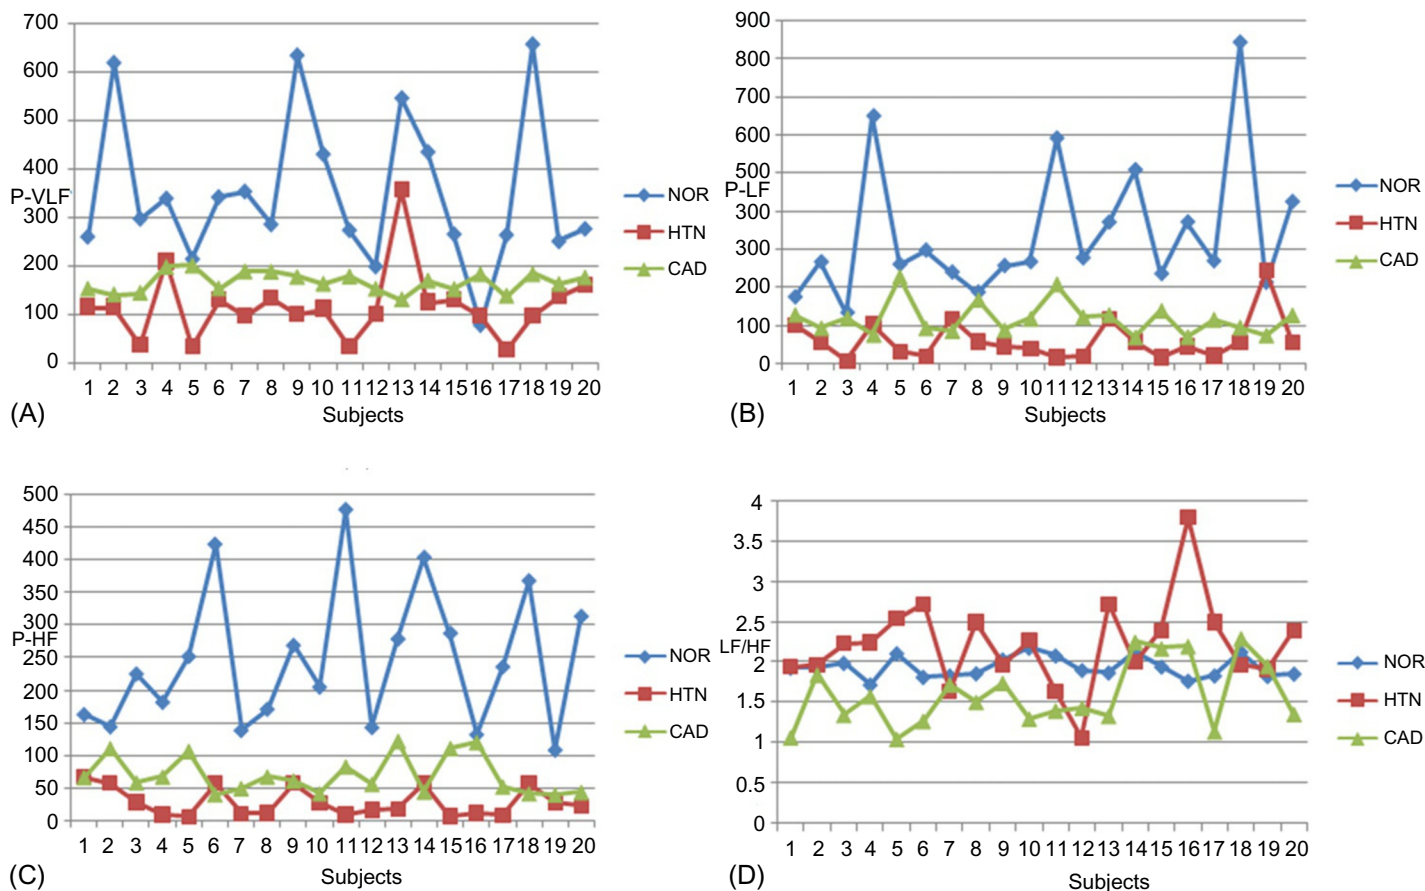 700
600
500
400
P-VLF
300
200
100
0
1 2 3 4 5 6 7 8 9 10 11 12 13 14 15 16 17 18 19 20
Subjects
(A)
NOR
HTN
CAD
900
800
700
600
500
P-LF
300
300
200
100
0
1 2 3 4 5 6 7 8 9 10 11 12 13 14 15 16 17 18 19 20
Subjects
(B)
NOR
HTN
CAD
500
450
400
350
300
P-HF
250
200
150
100
50
0
1 2 3 4 5 6 7 8 9 10 11 12 13 14 15 16 17 18 19 20
Subjects
(C)
NOR
HTN
CAD
4
3.5
3
2.5
LF/HF
2
1.5
1
0.5
0
1 2 3 4 5 6 7 8 9 10 11 12 13 14 15 16 17 18 19 20
Subjects
(D)
NOR
HTN
CAD